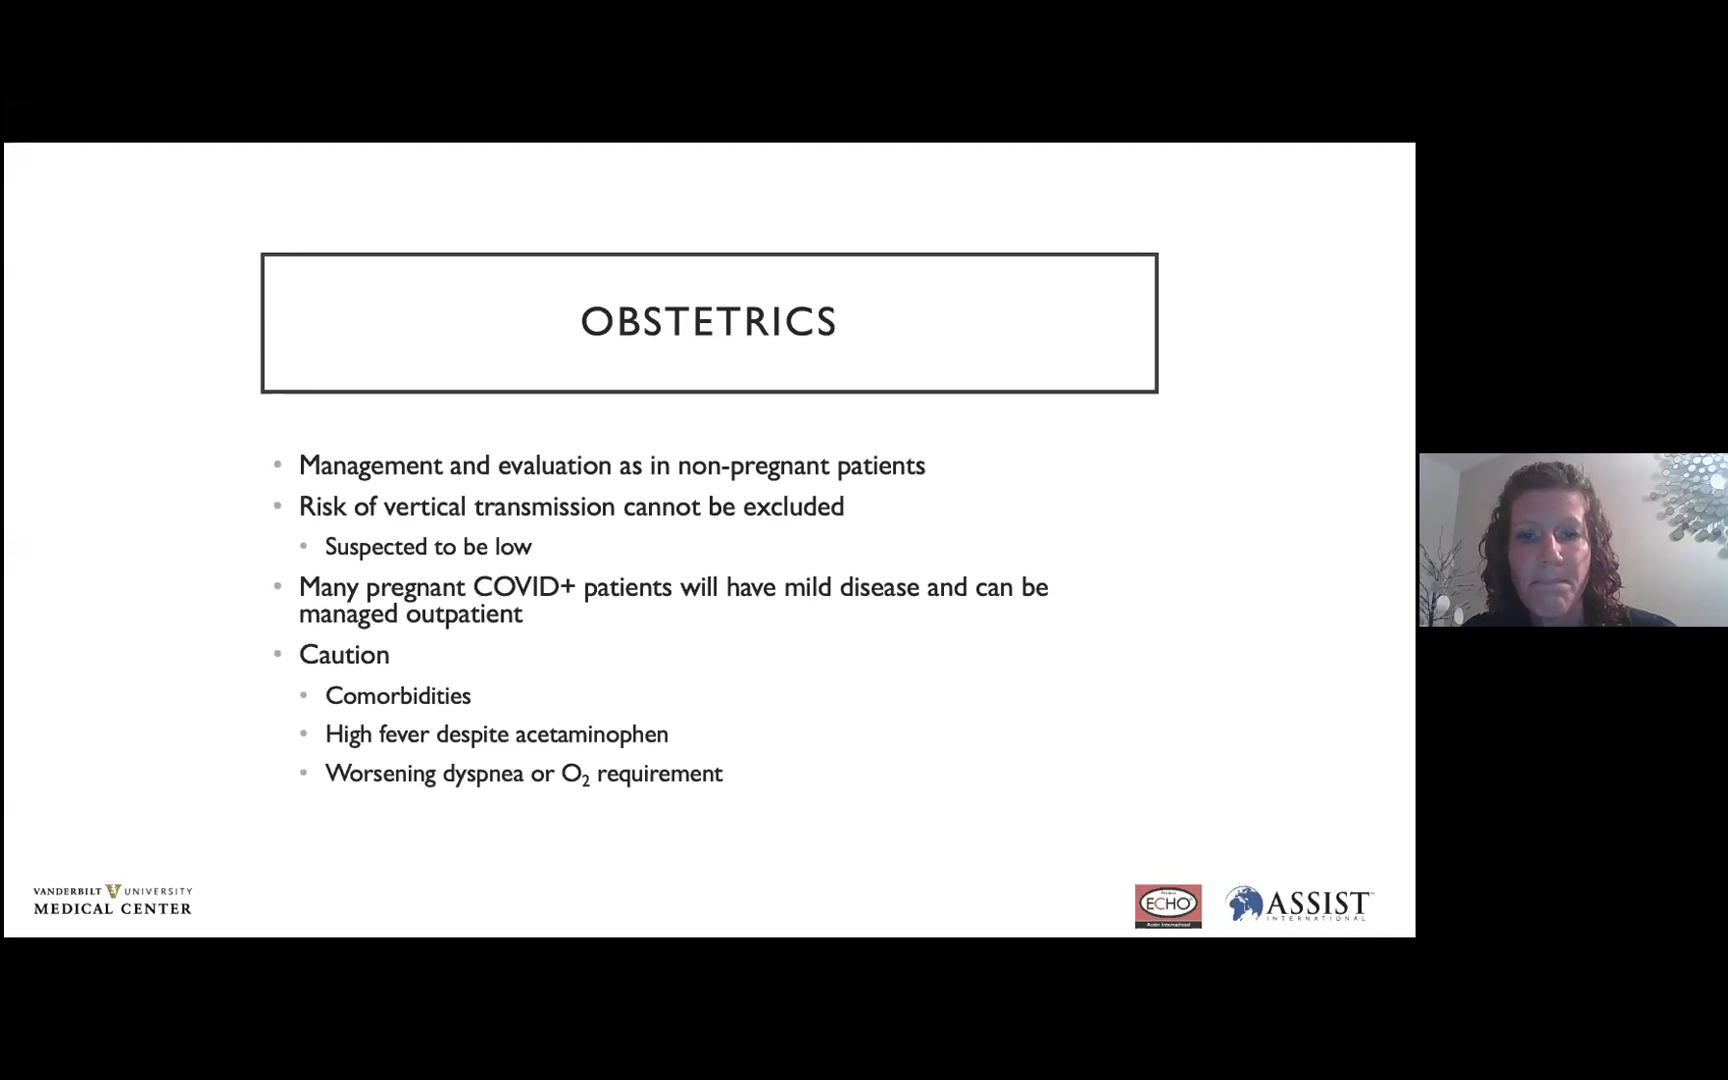 OBSTETRICS
• Management and evaluation as in non-pregnant patients
• Risk of vertical transmission cannot be excluded
• Suspected to be low
• Many pregnant COVID+ patients will have mild disease and can be
managed outpatient
• Caution
• Comorbidities
• High fever despite acetaminophen
• Worsening dyspnea or O₂ requirement
VANDERBILT V UNIVERSITY
MEDICAL CENTER
ECHO
Assist International
ASSIST
INTERNATIONAL